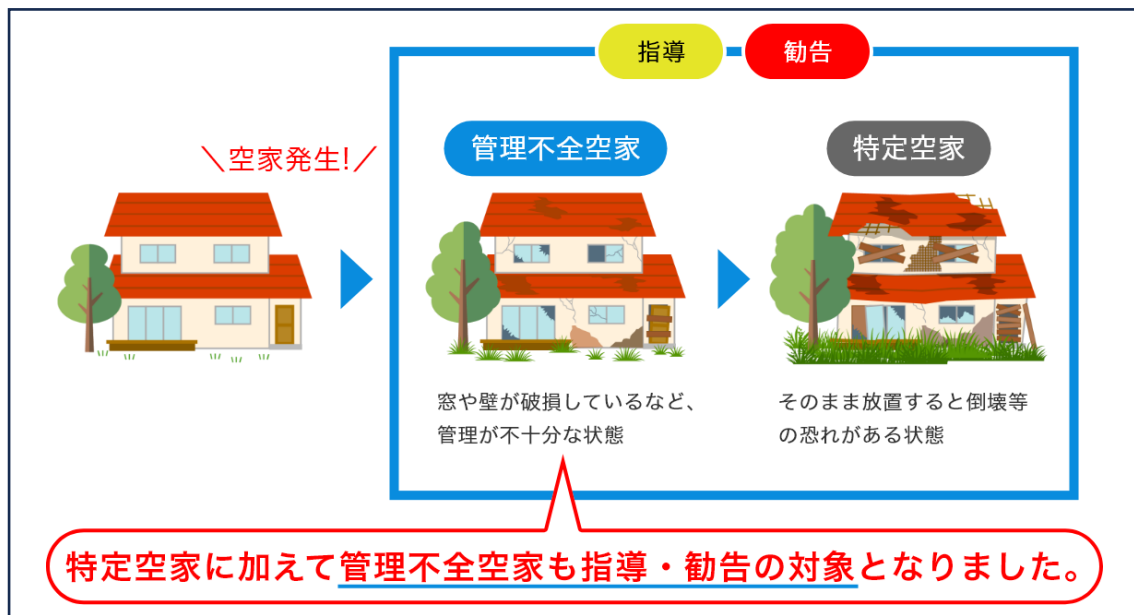 指導
勧告
＼空家発生!／
管理不全空家
特定空家
窓や壁が破損しているなど、
管理が不十分な状態
そのまま放置すると倒壊等
の恐れがある状態
特定空家に加えて管理不全空家も指導・勧告の対象となりました。